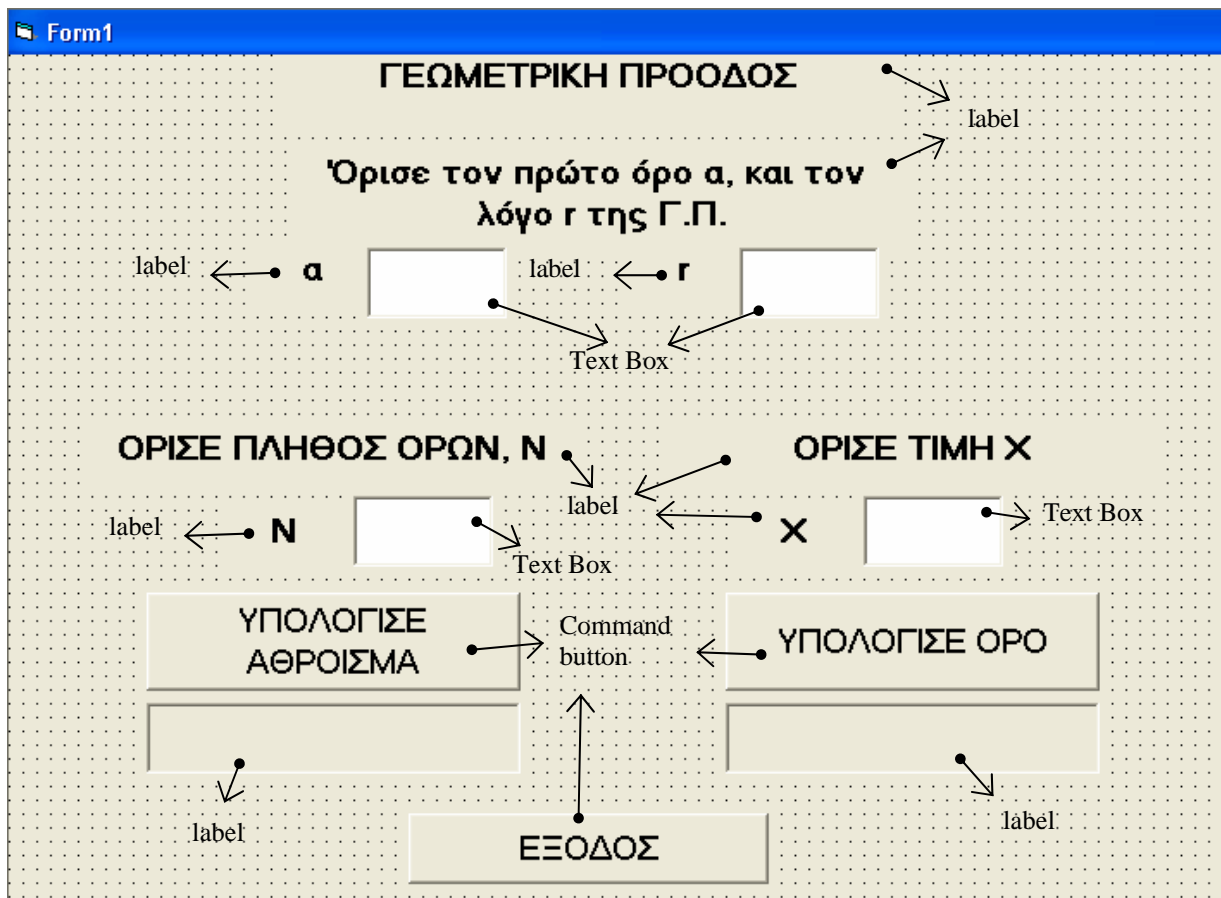 Form1
ΓΕΩΜΕΤΡΙΚΗ ΠΡΟΟΔΟΣ
label
Όρισε τον πρώτο όρο α, και τον
λόγο r της Γ.Π.
label α label r
Text Box
ΟΡΙΣΕ ΠΛΗΘΟΣ ΟΡΩΝ, Ν ΟΡΙΣΕ ΤΙΜΗ Χ
label
label Ν Χ Text Box
Text Box
ΥΠΟΛΟΓΙΣΕ
ΑΘΡΟΙΣΜΑ
Command
button
ΥΠΟΛΟΓΙΣΕ ΟΡΟ
label label
ΕΞΟΔΟΣ